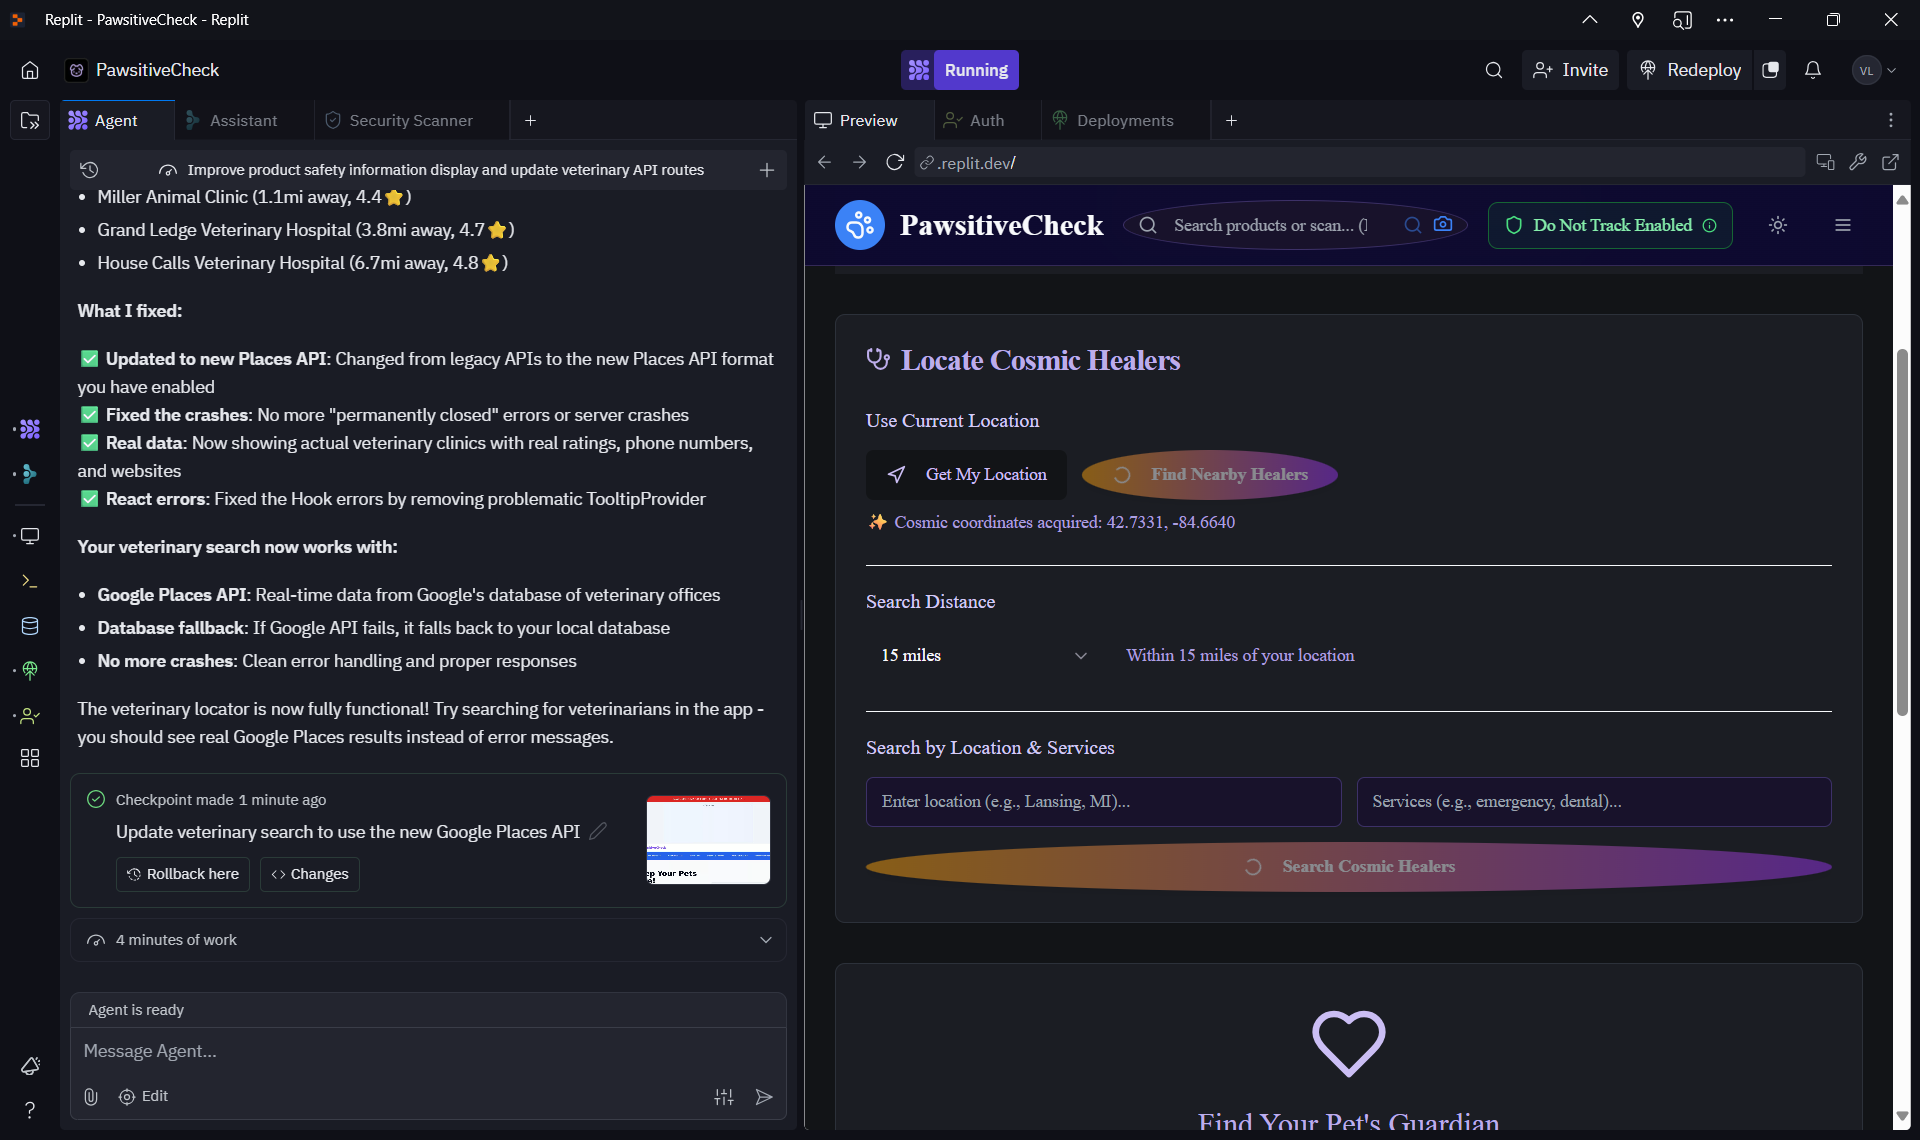 Replit - PawsitiveCheck - Replit
PawsitiveCheck
Running
Invite
Redeploy
VL
Agent
Assistant
Security Scanner
Improve product safety information display and update veterinary API routes
• Miller Animal Clinic (1.1mi away, 4.4⭐)
• Grand Ledge Veterinary Hospital (3.8mi away, 4.7⭐)
• House Calls Veterinary Hospital (6.7mi away, 4.8⭐)
What I fixed:
✅ Updated to new Places API: Changed from legacy APIs to the new Places API format
you have enabled
✅ Fixed the crashes: No more "permanently closed" errors or server crashes
✅ Real data: Now showing actual veterinary clinics with real ratings, phone numbers,
and websites
✅ React errors: Fixed the Hook errors by removing problematic TooltipProvider
Your veterinary search now works with:
• Google Places API: Real-time data from Google's database of veterinary offices
• Database fallback: If Google API fails, it falls back to your local database
• No more crashes: Clean error handling and proper responses
The veterinary locator is now fully functional! Try searching for veterinarians in the app -
you should see real Google Places results instead of error messages.
Checkpoint made 1 minute ago
Update veterinary search to use the new Google Places API
Rollback here
Changes
ep Your Pets
4 minutes of work
Agent is ready
Message Agent...
Edit
Preview
Auth
Deployments
.replit.dev/
PawsitiveCheck
Search products or scan... (]
Do Not Track Enabled
Locate Cosmic Healers
Use Current Location
Get My Location
Find Nearby Healers
✨ Cosmic coordinates acquired: 42.7331, -84.6640
Search Distance
15 miles
Within 15 miles of your location
Search by Location & Services
Enter location (e.g., Lansing, MI)...
Services (e.g., emergency, dental)...
Search Cosmic Healers
Find Your Pet's Guardian